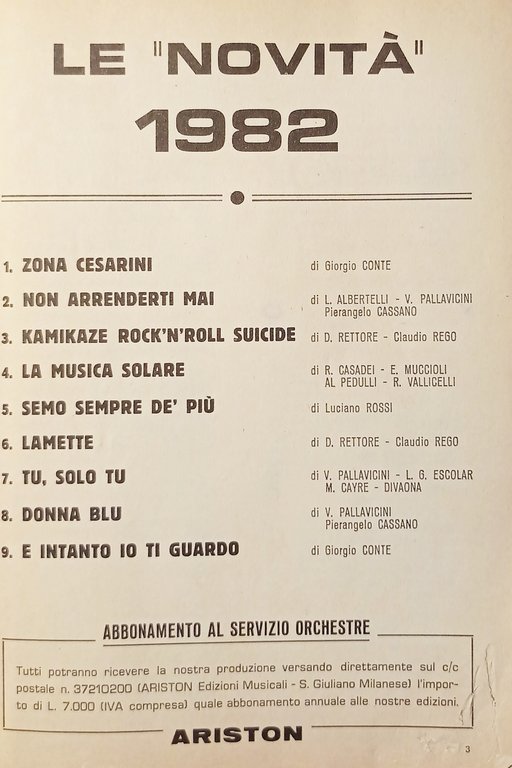 LE "NOVITÀ"
1982
1. ZONA CESARINI di Giorgio CONTE
2. NON ARRENDERTI MAI di L. ALBERTELLI - V. PALLAVICINI
Pierangelo CASSANO
3. KAMIKAZE ROCK'N'ROLL SUICIDE di D. RETTORE - Claudio REGO
4. LA MUSICA SOLARE di R. CASADEI - E. MUCCIOLI
AL PEDULLI - R. VALLICELLI
5. SEMO SEMPRE DE' PIÙ di Luciano ROSSI
6. LAMETTE di D. RETTORE - Claudio REGO
7. TU, SOLO TU di V. PALLAVICINI - L. G. ESCOLAR
M. CAYRE - DIVAONA
8. DONNA BLU di V. PALLAVICINI
Pierangelo CASSANO
9. E INTANTO IO TI GUARDO di Giorgio CONTE
ABBONAMENTO AL SERVIZIO ORCHESTRE
Tutti potranno ricevere la nostra produzione versando direttamente sul c/c
postale n. 37210200 (ARISTON Edizioni Musicali - S. Giuliano Milanese) l'impor-
to di L. 7.000 (IVA compresa) quale abbonamento annuale alle nostre edizioni.
ARISTON
3